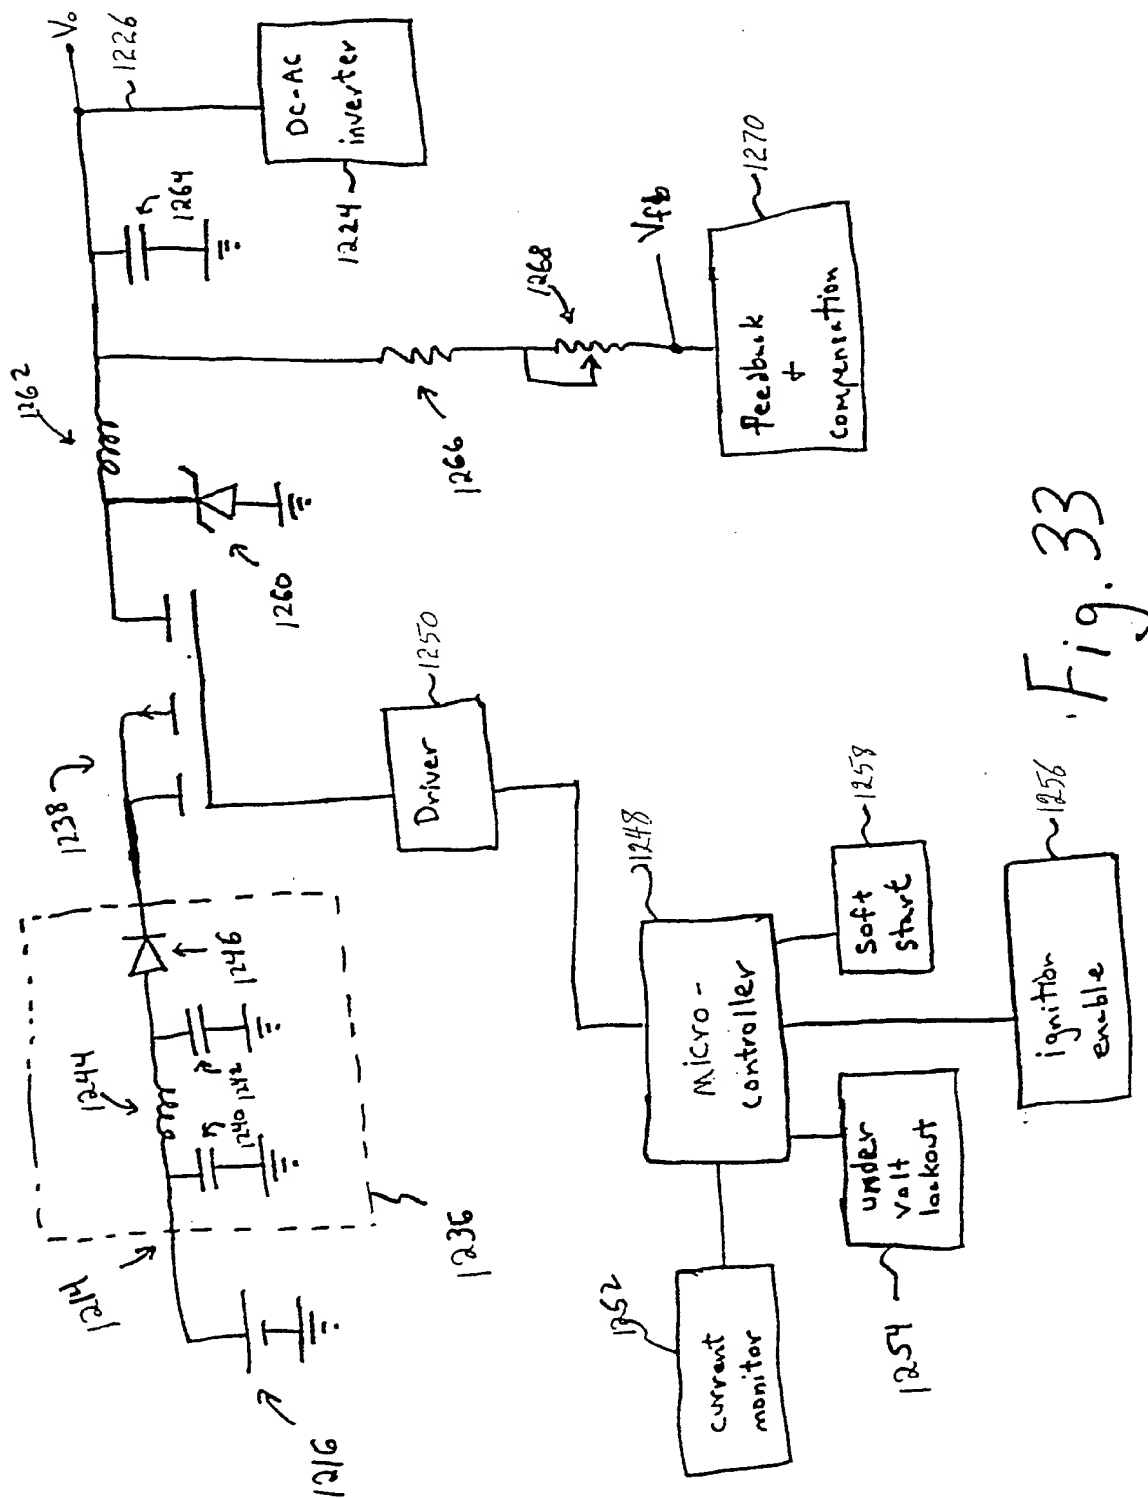 V₀
1226
DC-AC
inverter
1224
1264
1262
1260
1266
1268
Vfb
1270
Feedback
+
compensation
1238
1250
Driver
1214
1216
1236
1240
1242
1244
1246
1248
micro-
controller
1258
soft
start
1256
ignition
enable
under
volt
lockout
1254
1252
current
monitor
Fig. 33